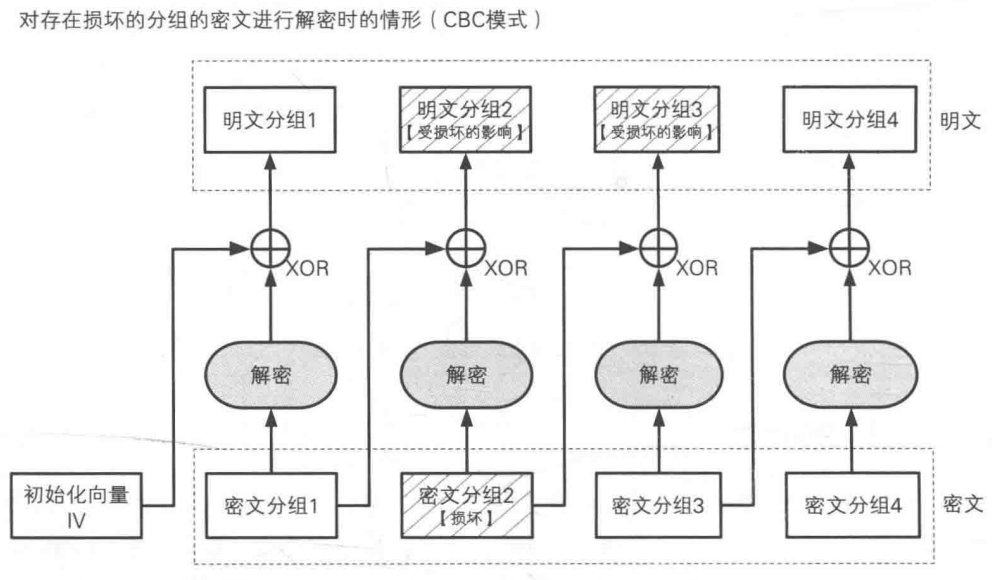 对存在损坏的分组的密文进行解密时的情形（CBC模式）
明文分组1
明文分组2
【受损坏的影响】
明文分组3
【受损坏的影响】
明文分组4
明文
XOR
XOR
XOR
XOR
解密
解密
解密
解密
初始化向量
IV
密文分组1
密文分组2
【损坏】
密文分组3
密文分组4
密文